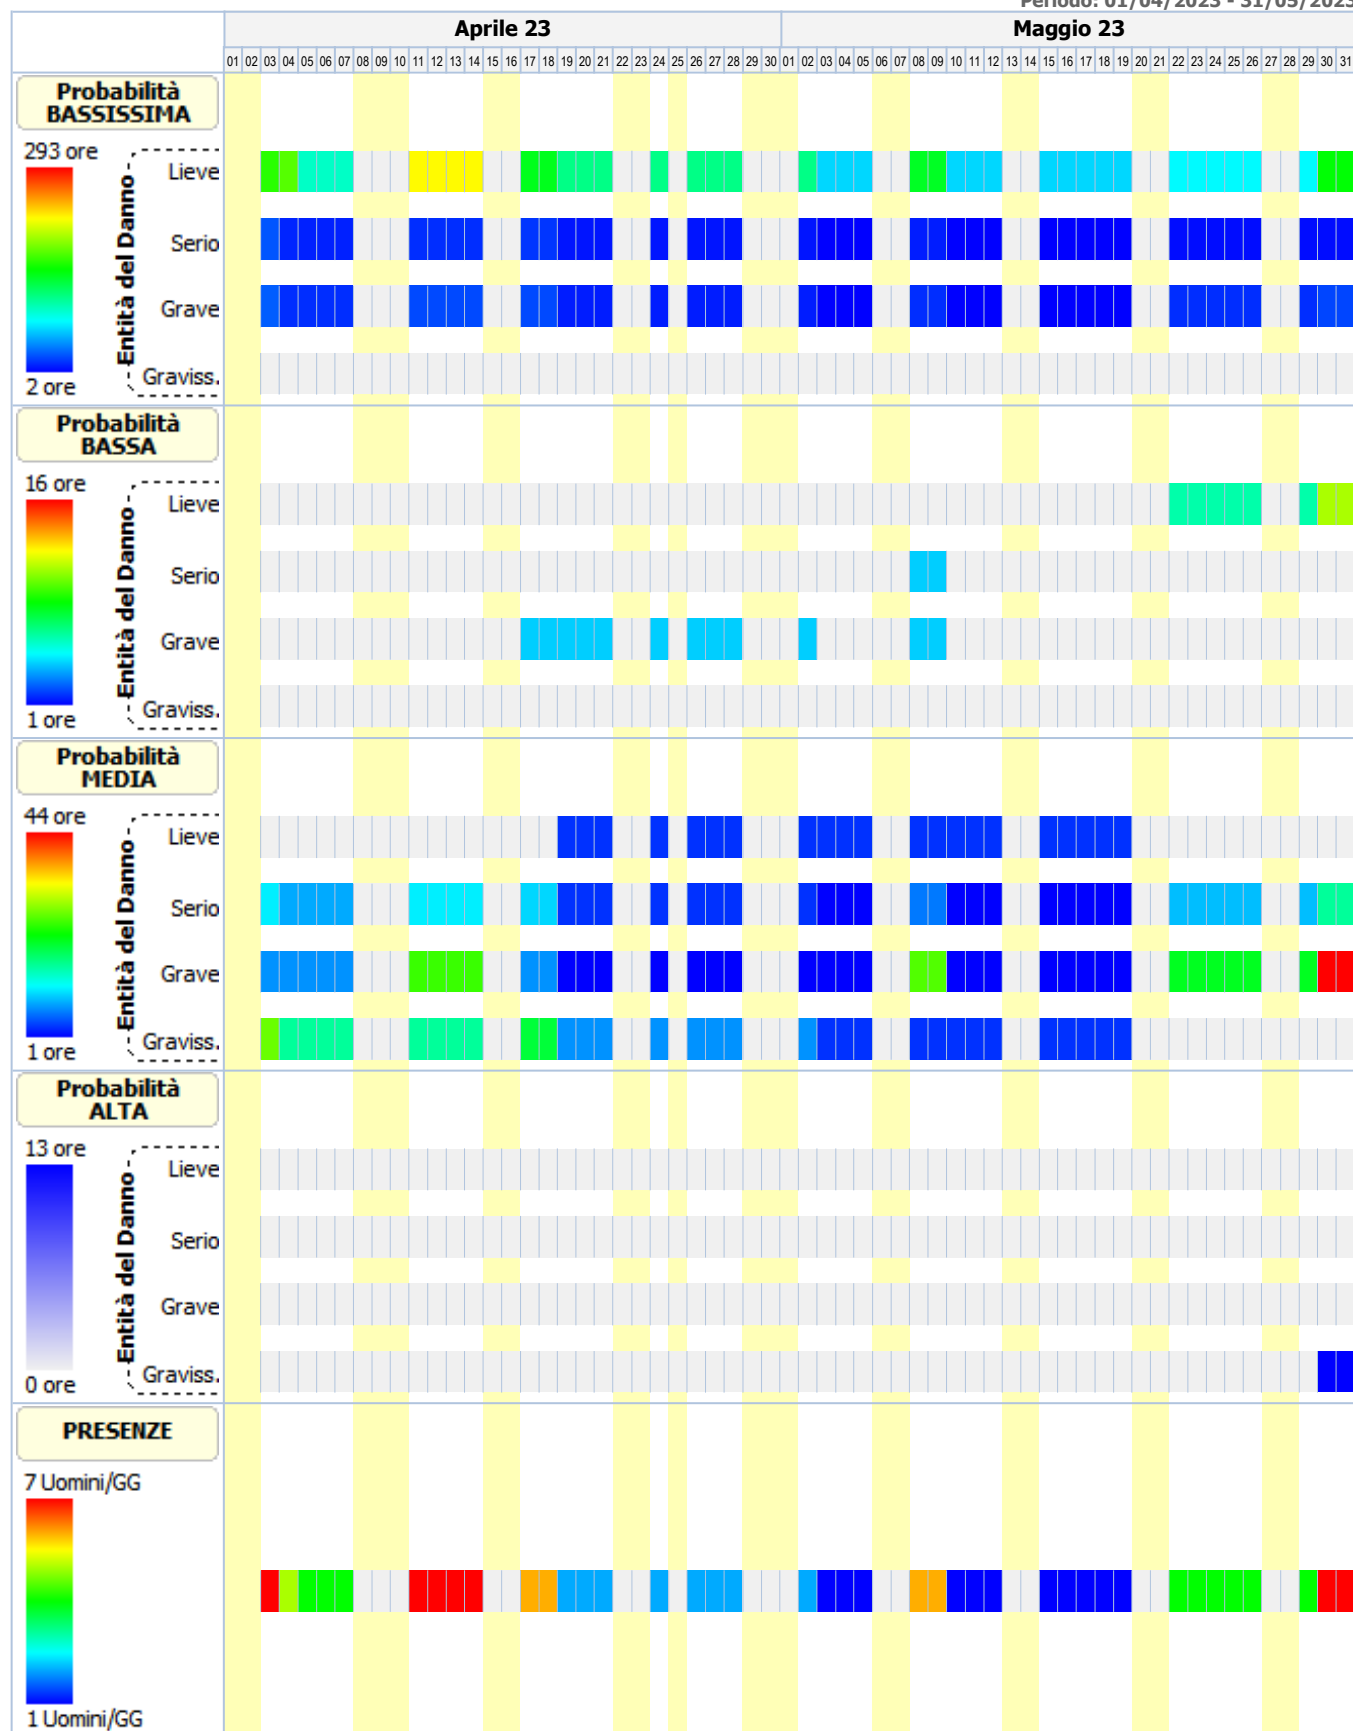 Periodo: 01/04/2023 - 31/05/2023
Aprile 23 Maggio 23
01 02 03 04 05 06 07 08 09 10 11 12 13 14 15 16 17 18 19 20 21 22 23 24 25 26 27 28 29 30 01 02 03 04 05 06 07 08 09 10 11 12 13 14 15 16 17 18 19 20 21 22 23 24 25 26 27 28 29 30 31
Probabilità
BASSISSIMA
293 ore
Entità del Danno
Lieve
Serio
Grave
Graviss.
2 ore
Probabilità
BASSA
16 ore
Entità del Danno
Lieve
Serio
Grave
Graviss.
1 ore
Probabilità
MEDIA
44 ore
Entità del Danno
Lieve
Serio
Grave
Graviss.
1 ore
Probabilità
ALTA
13 ore
Entità del Danno
Lieve
Serio
Grave
Graviss.
0 ore
PRESENZE
7 Uomini/GG
1 Uomini/GG